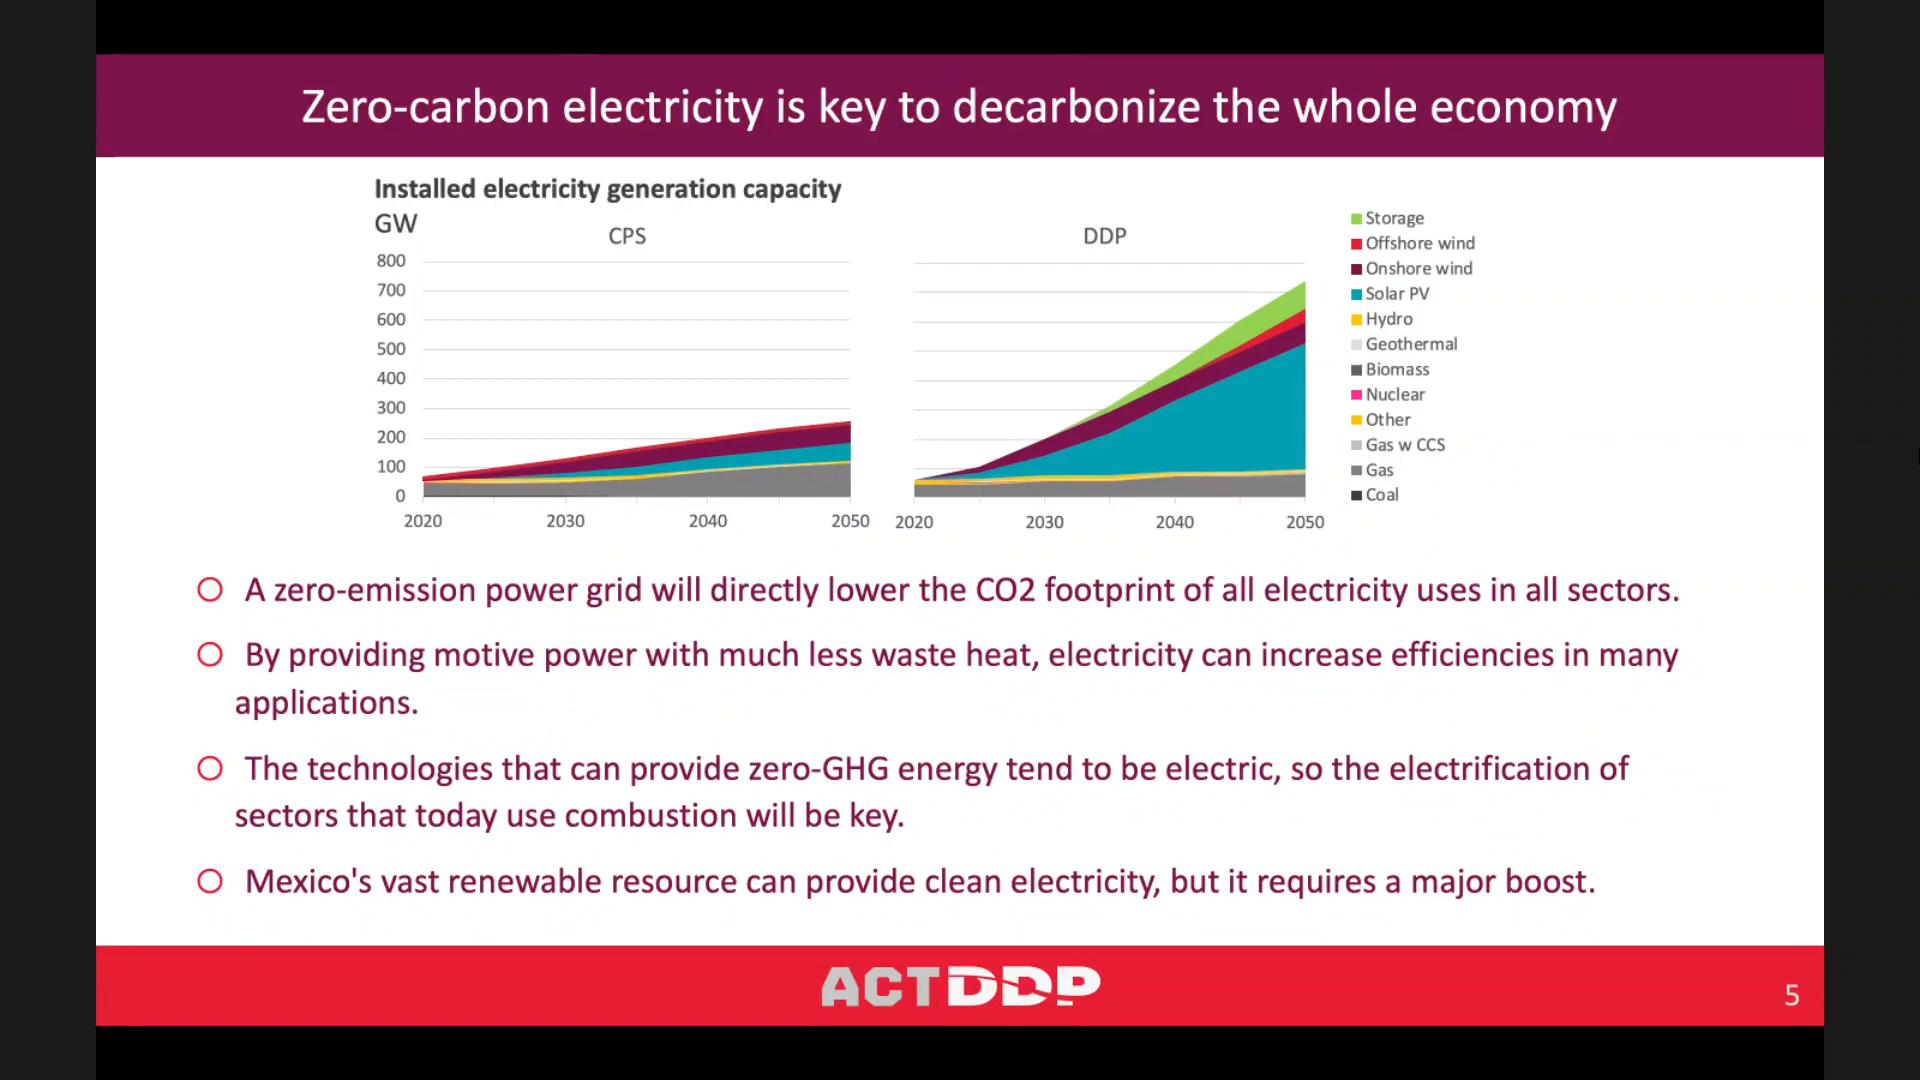 Zero-carbon electricity is key to decarbonize the whole economy
Installed electricity generation capacity
GW
CPS
DDP
800
700
600
500
400
300
200
100
0
2020
2030
2040
2050
2020
2030
2040
2050
Storage
Offshore wind
Onshore wind
Solar PV
Hydro
Geothermal
Biomass
Nuclear
Other
Gas w CCS
Gas
Coal
A zero-emission power grid will directly lower the CO2 footprint of all electricity uses in all sectors.
By providing motive power with much less waste heat, electricity can increase efficiencies in many
applications.
The technologies that can provide zero-GHG energy tend to be electric, so the electrification of
sectors that today use combustion will be key.
Mexico's vast renewable resource can provide clean electricity, but it requires a major boost.
ACTDDP
5